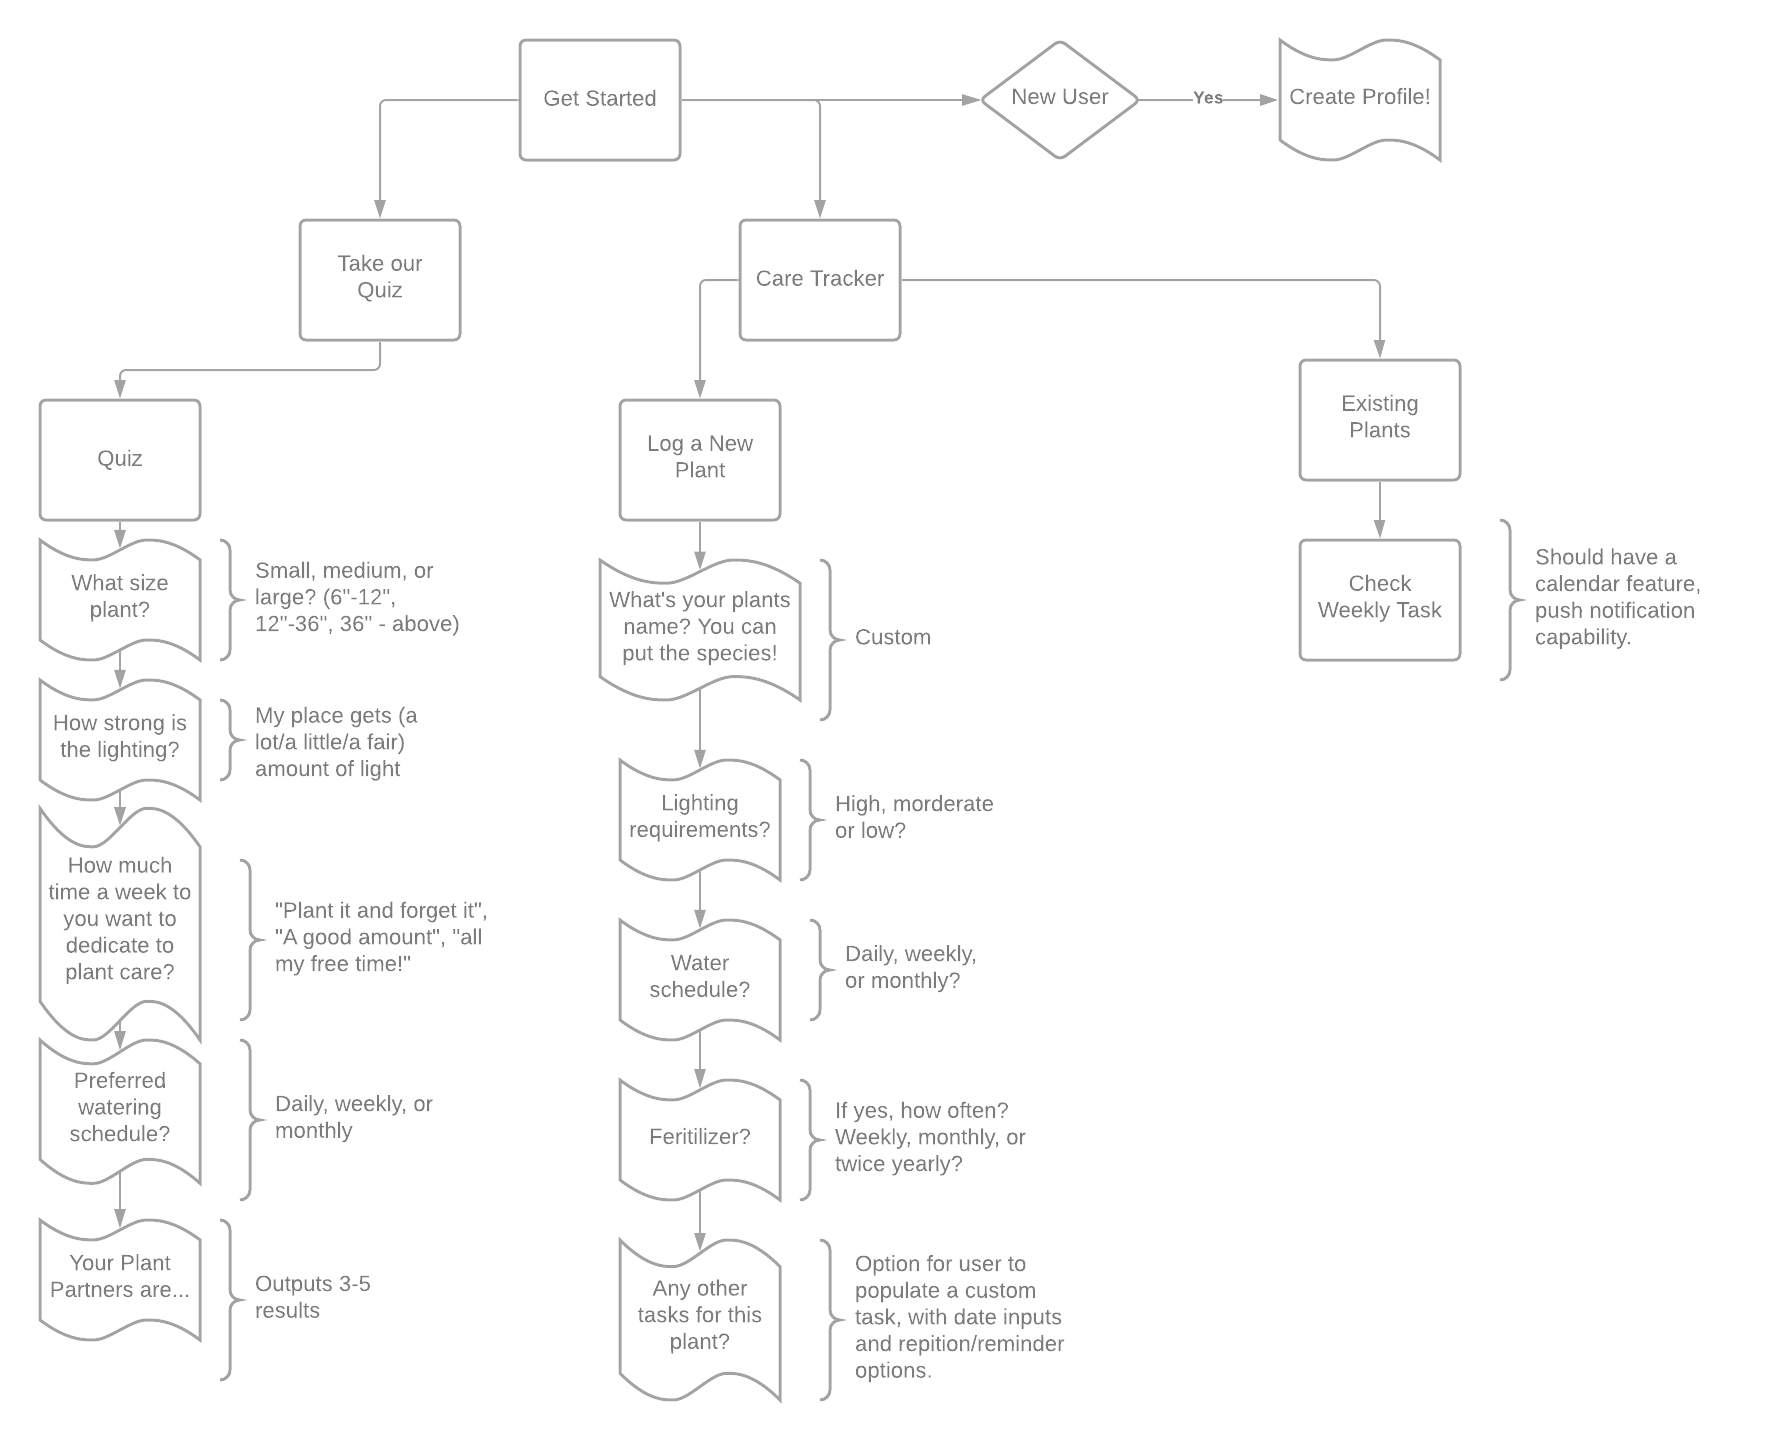 Get Started
New User
Yes
Create Profile!
Take our
Quiz
Care Tracker
Existing
Plants
Quiz
Log a New
Plant
Check
Weekly Task
Should have a
calendar feature,
push notification
capability.
What size
plant?
Small, medium, or
large? (6"-12",
12"-36", 36" - above)
How strong is
the lighting?
My place gets (a
lot/a little/a fair)
amount of light
How much
time a week to
you want to
dedicate to
plant care?
"Plant it and forget it",
"A good amount", "all
my free time!"
Preferred
watering
schedule?
Daily, weekly, or
monthly
Your Plant
Partners are...
Outputs 3-5
results
What's your plants
name? You can
put the species!
Custom
Lighting
requirements?
High, morderate
or low?
Water
schedule?
Daily, weekly,
or monthly?
Feritilizer?
If yes, how often?
Weekly, monthly, or
twice yearly?
Any other
tasks for this
plant?
Option for user to
populate a custom
task, with date inputs
and repition/reminder
options.